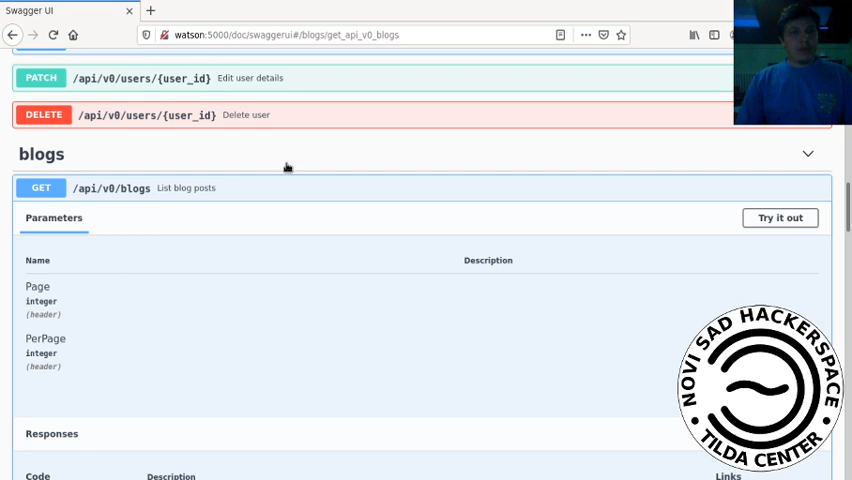 Swagger UI
watson:5000/doc/swaggerui#/blogs/get_api_v0_blogs
PATCH /api/v0/users/{user_id} Edit user details
DELETE /api/v0/users/{user_id} Delete user
blogs
GET /api/v0/blogs List blog posts
Parameters
Try it out
Name Description
Page
integer
(header)
PerPage
integer
(header)
Responses
Code Description Links
NOVI SAD HACKERSPACE
TILDA CENTER